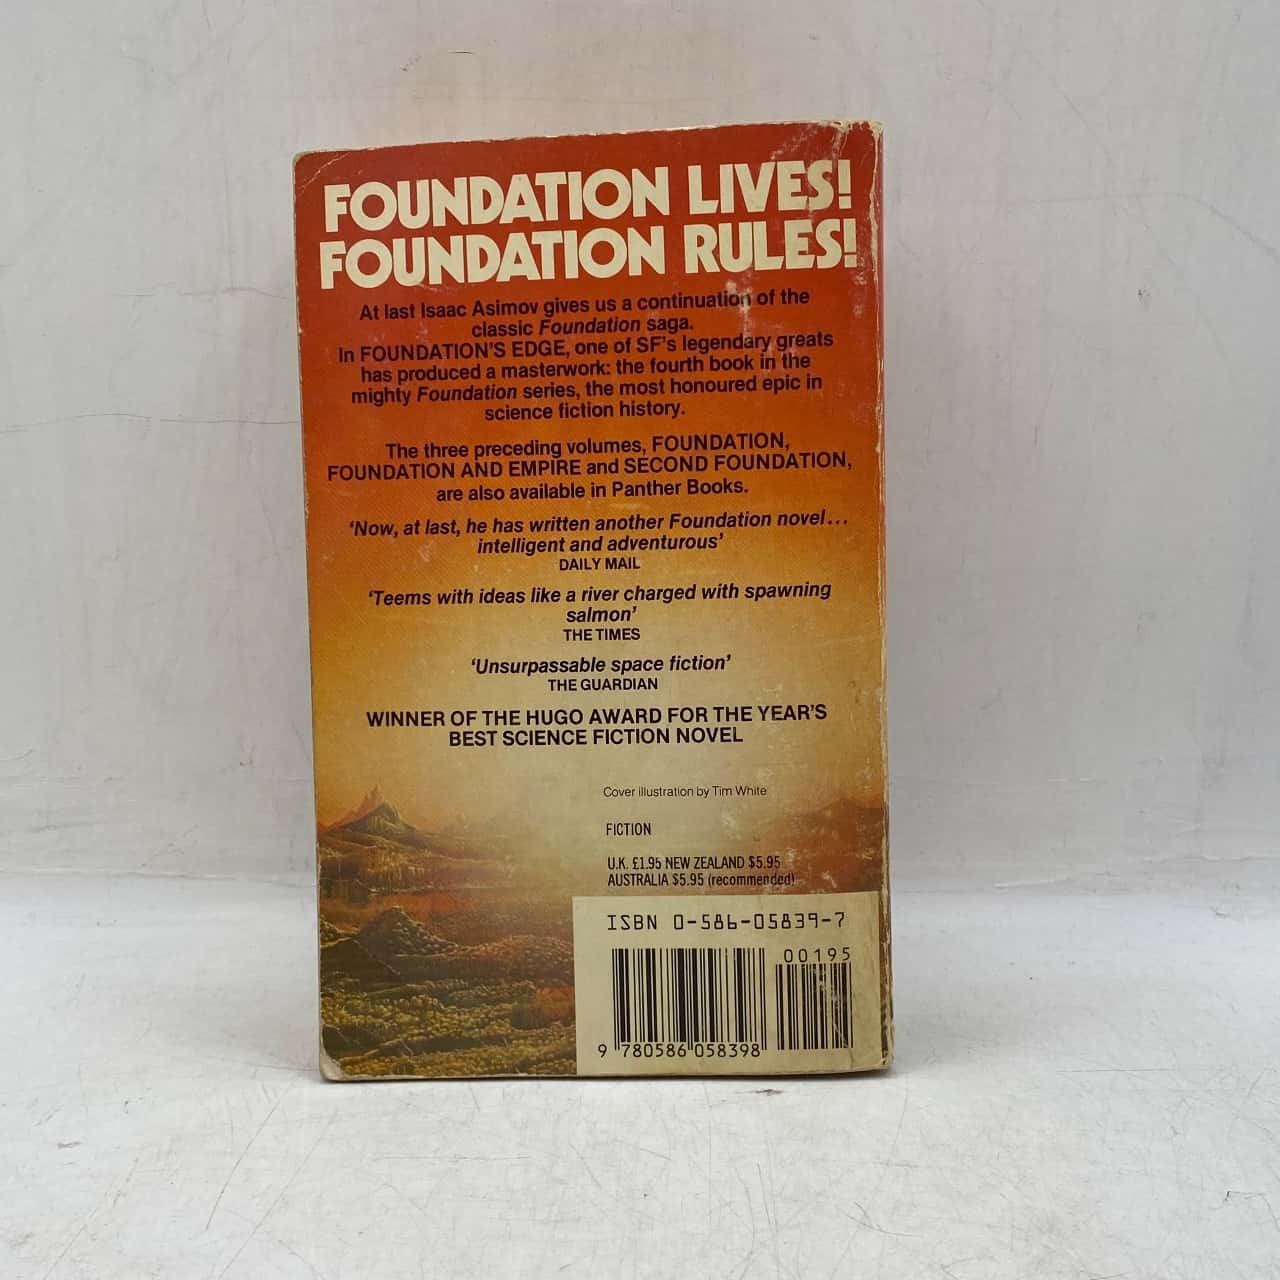 FOUNDATION LIVES!
FOUNDATION RULES!
At last Isaac Asimov gives us a continuation of the
classic Foundation saga.
In FOUNDATION'S EDGE, one of SF's legendary greats
has produced a masterwork: the fourth book in the
mighty Foundation series, the most honoured epic in
science fiction history.
The three preceding volumes, FOUNDATION,
FOUNDATION AND EMPIRE and SECOND FOUNDATION,
are also available in Panther Books.
'Now, at last, he has written another Foundation novel...
intelligent and adventurous'
DAILY MAIL
'Teems with ideas like a river charged with spawning
salmon'
THE TIMES
'Unsurpassable space fiction'
THE GUARDIAN
WINNER OF THE HUGO AWARD FOR THE YEAR'S
BEST SCIENCE FICTION NOVEL
Cover illustration by Tim White
FICTION
U.K. £1.95 NEW ZEALAND $5.95
AUSTRALIA $5.95 (recommended)
ISBN 0-586-05839-7
00195
9 780586 058398